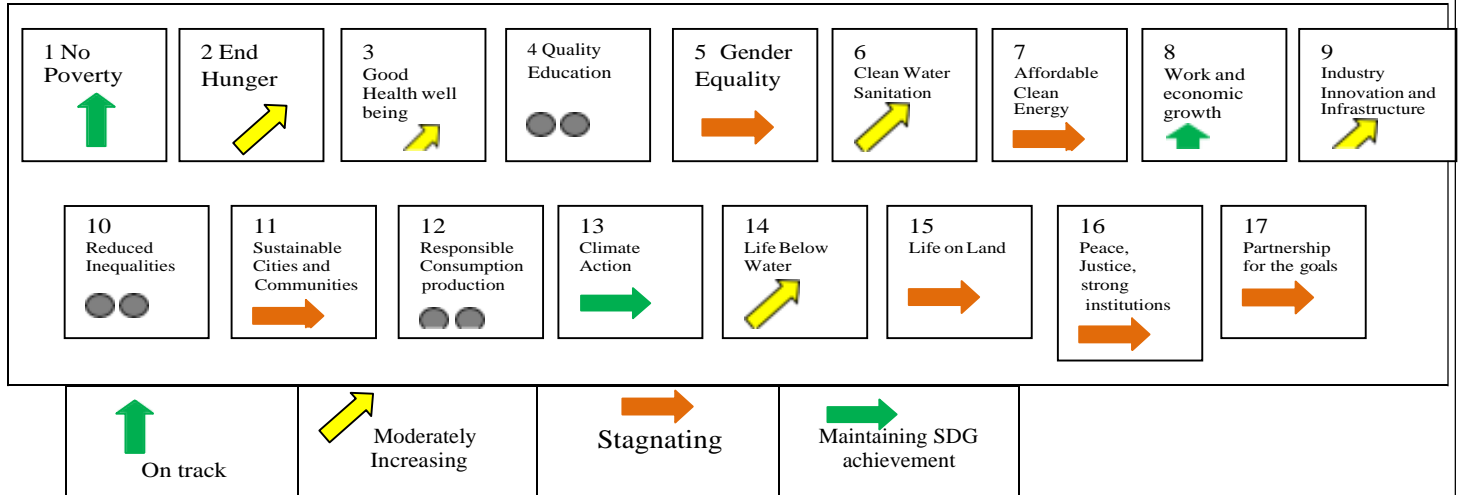 1 No
Poverty
2 End
Hunger
3
Good
Health well
being
4 Quality
Education
5 Gender
Equality
6
Clean Water
Sanitation
7
Affordable
Clean
Energy
8
Work and
economic
growth
9
Industry
Innovation and
Infrastructure
10
Reduced
Inequalities
11
Sustainable
Cities and
Communities
12
Responsible
Consumption
production
13
Climate
Action
14
Life Below
Water
15
Life on Land
16
Peace,
Justice,
strong
institutions
17
Partnership
for the goals
On track
Moderately
Increasing
Stagnating
Maintaining SDG
achievement